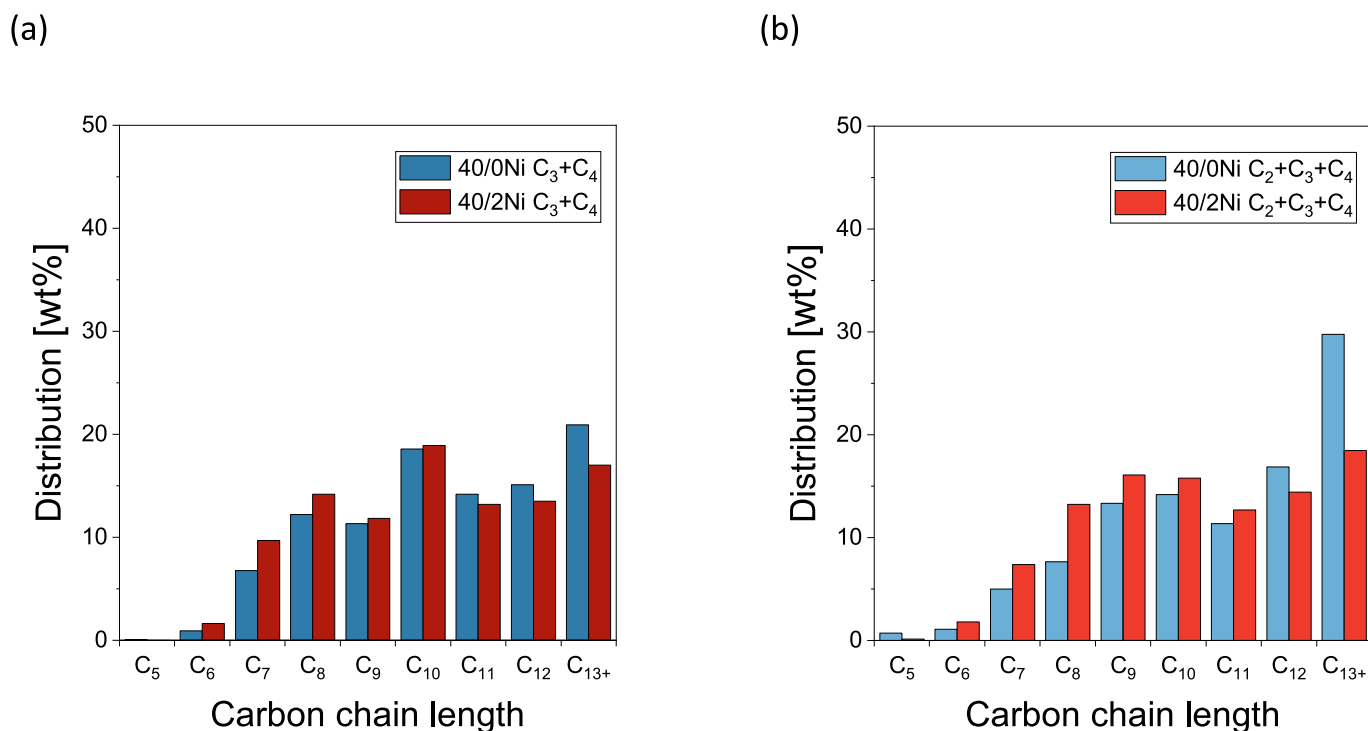 (a)
50
40
30
20
10
0
Distribution [wt%]
40/0Ni C₃+C₄
40/2Ni C₃+C₄
C₅ C₆ C₇ C₈ C₉ C₁₀ C₁₁ C₁₂ C₁₃₊
Carbon chain length
(b)
50
40
30
20
10
0
Distribution [wt%]
40/0Ni C₂+C₃+C₄
40/2Ni C₂+C₃+C₄
C₅ C₆ C₇ C₈ C₉ C₁₀ C₁₁ C₁₂ C₁₃₊
Carbon chain length